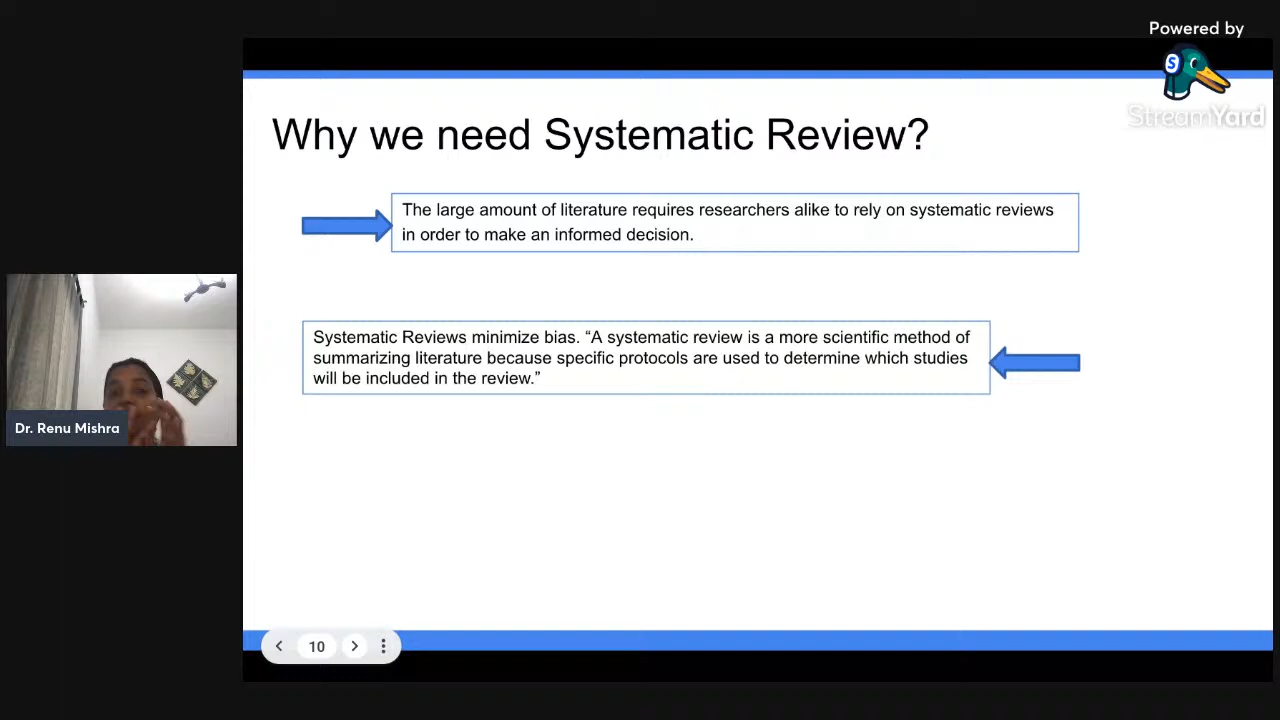 Powered by
StreamYard
Why we need Systematic Review?
The large amount of literature requires researchers alike to rely on systematic reviews
in order to make an informed decision.
Systematic Reviews minimize bias. “A systematic review is a more scientific method of
summarizing literature because specific protocols are used to determine which studies
will be included in the review.”
Dr. Renu Mishra
10